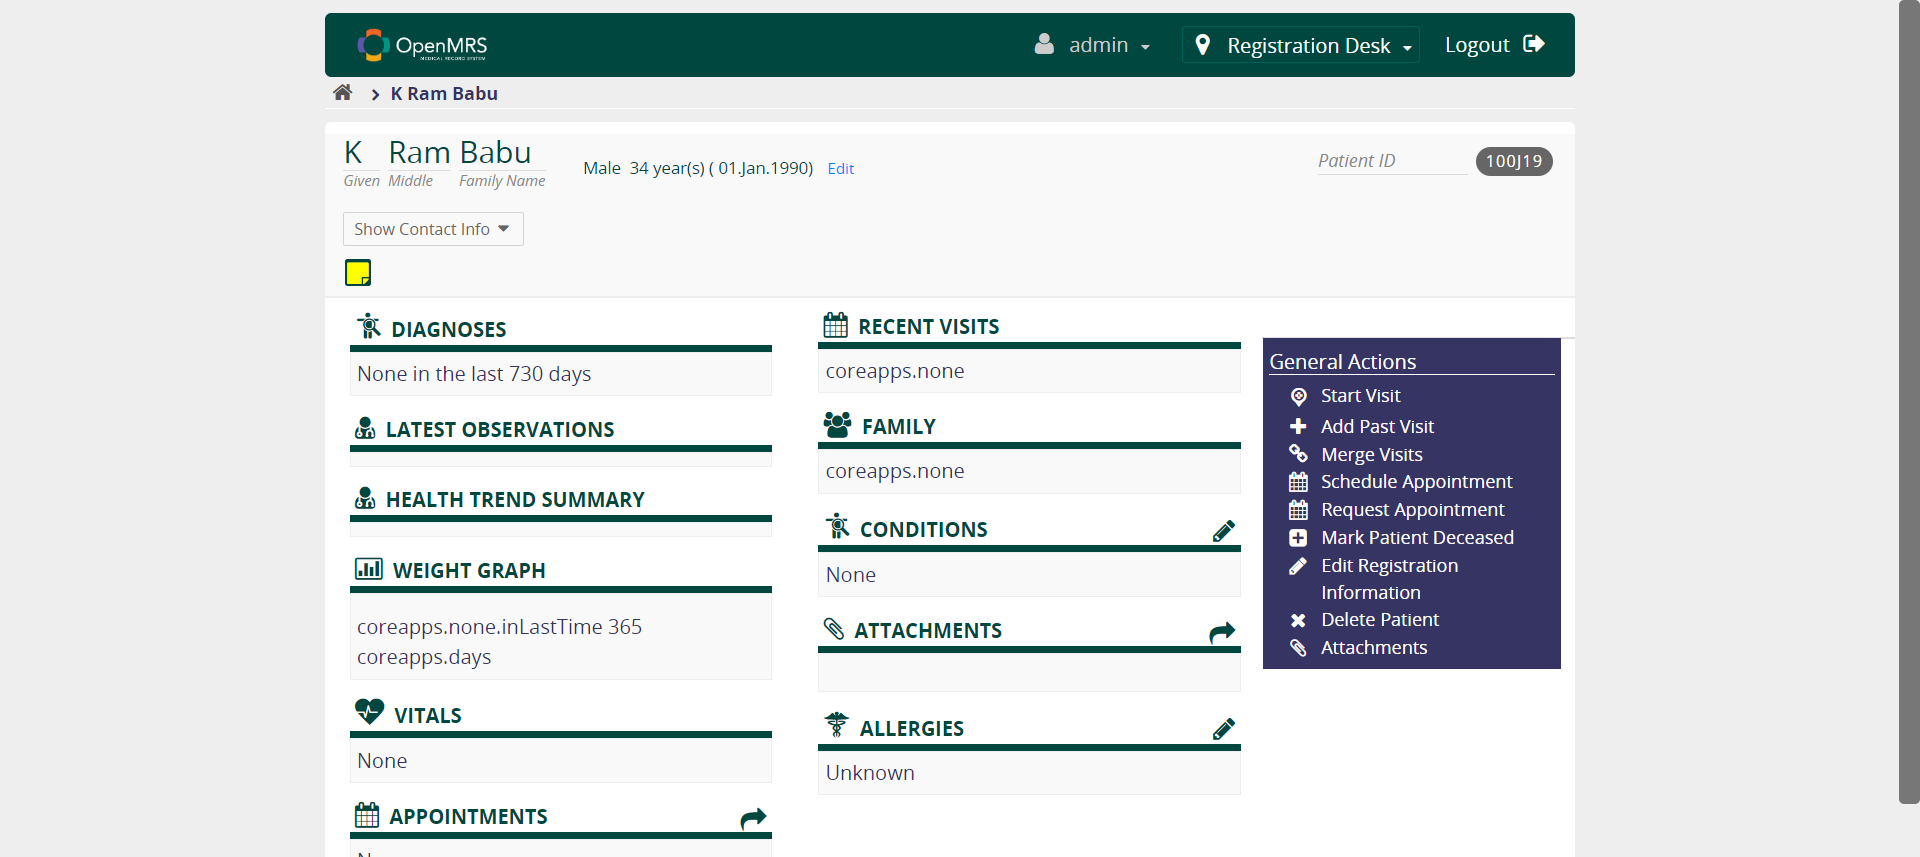 OpenMRS
MEDICAL RECORD SYSTEM
admin
Registration Desk
Logout
K Ram Babu
K Ram Babu
Given Middle Family Name
Male 34 year(s) ( 01.Jan.1990) Edit
Patient ID 100J19
Show Contact Info
DIAGNOSES
None in the last 730 days
LATEST OBSERVATIONS
HEALTH TREND SUMMARY
WEIGHT GRAPH
coreapps.none.inLastTime 365
coreapps.days
VITALS
None
APPOINTMENTS
RECENT VISITS
coreapps.none
FAMILY
coreapps.none
CONDITIONS
None
ATTACHMENTS
ALLERGIES
Unknown
General Actions
Start Visit
Add Past Visit
Merge Visits
Schedule Appointment
Request Appointment
Mark Patient Deceased
Edit Registration
Information
Delete Patient
Attachments